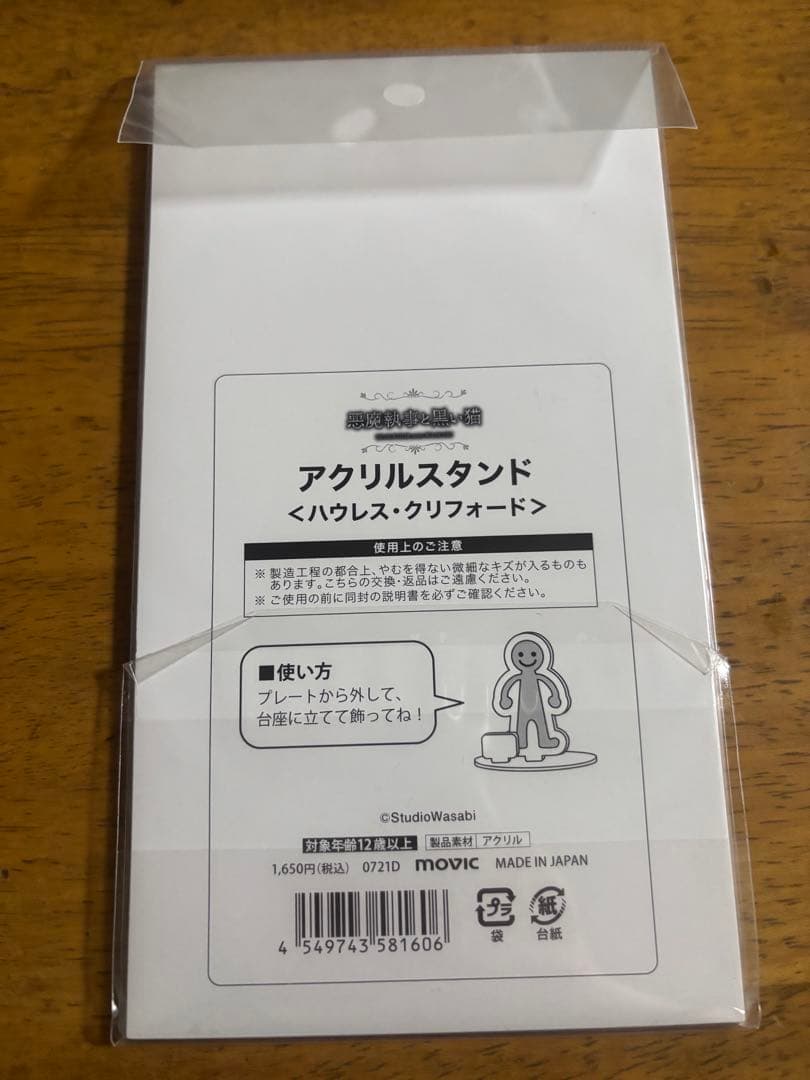 悪魔執事と黒い猫
アクリルスタンド
＜ハウレス・クリフォード＞
使用上のご注意
※ 製造工程の都合上、やむを得ない微細なキズが入るものも
あります。こちらの交換・返品はご遠慮ください。
※ ご使用の前に同封の説明書を必ずご確認ください。
■使い方
プレートから外して、
台座に立てて飾ってね！
©StudioWasabi
対象年齢12歳以上 製品素材 アクリル
1,650円(税込) 0721D movic MADE IN JAPAN
4 549743 581606
プラ 紙
袋 台紙